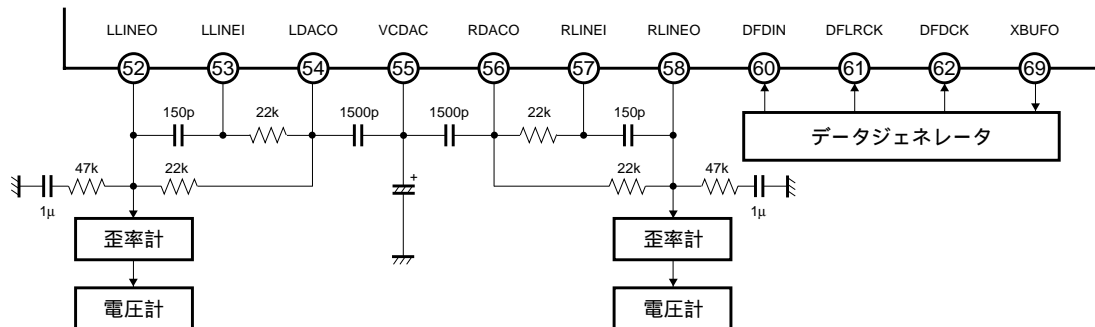 LLINEO LLINEI LDACO VCDAC RDACO RLINEI RLINEO DFDIN DFLRCK DFDCK XBUFO
52 53 54 55 56 57 58 60 61 62 69
150p 22k 1500p 1500p 22k 150p
データジェネレータ
47k 22k + 22k 47k
1μ 1μ
歪率計 歪率計
電圧計 電圧計